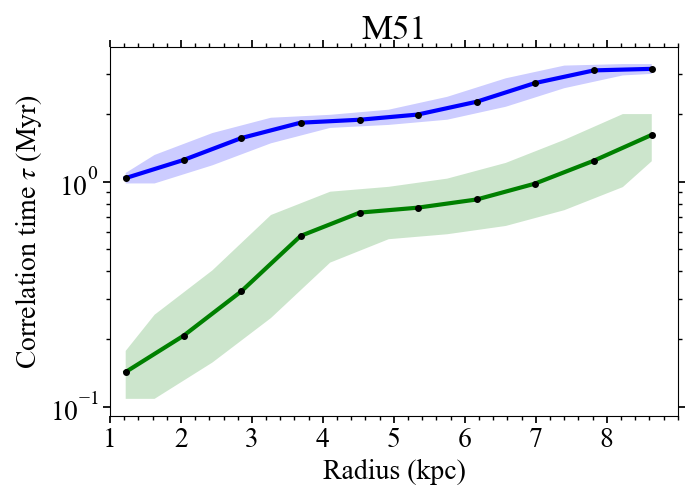 M51
Correlation time τ (Myr)
10⁰
10⁻¹
1 2 3 4 5 6 7 8
Radius (kpc)